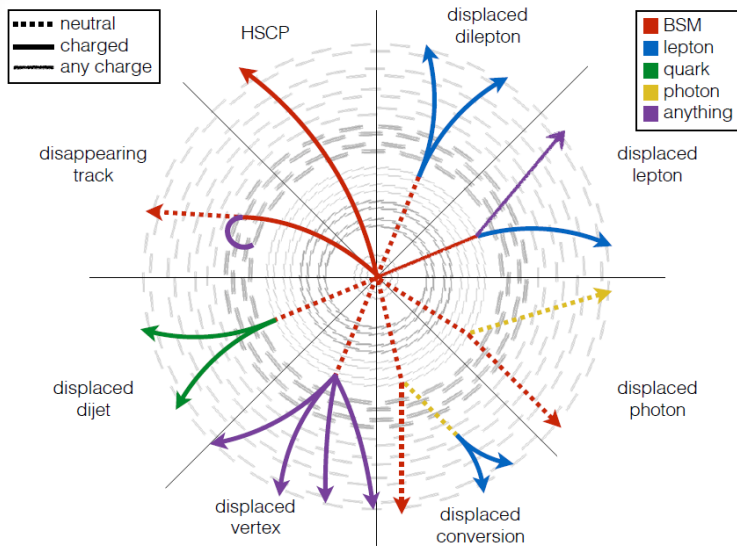 neutral
charged
any charge
HSCP
displaced
dilepton
BSM
lepton
quark
photon
anything
disappearing
track
displaced
lepton
displaced
dijet
displaced
photon
displaced
vertex
displaced
conversion